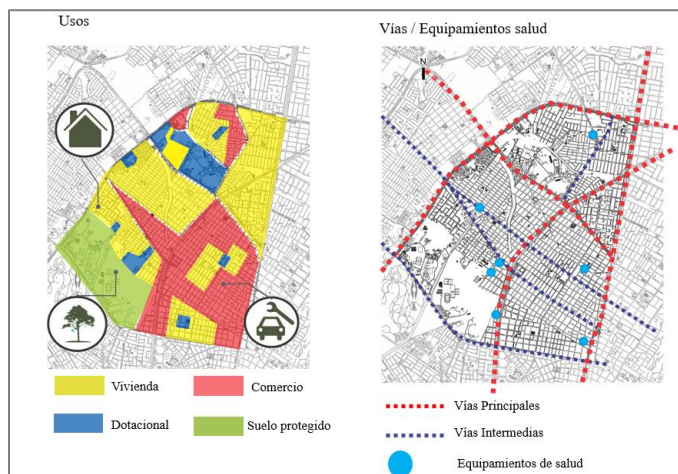 Usos
Vías / Equipamientos salud
N
Vivienda
Comercio
Dotacional
Suelo protegido
Vías Principales
Vías Intermedias
Equipamientos de salud